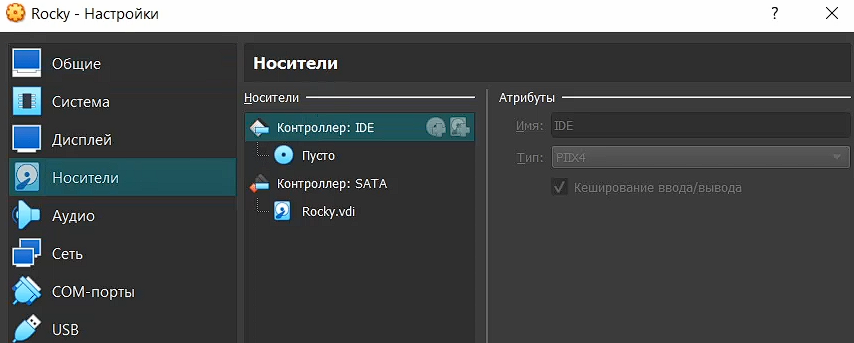 Rocky - Настройки
? ×
Общие
Система
Дисплей
Носители
Аудио
Сеть
COM-порты
USB
Носители
Носители
Контроллер: IDE
Пусто
Контроллер: SATA
Rocky.vdi
Атрибуты
Имя: IDE
Тип: PIIX4
Кеширование ввода/вывода